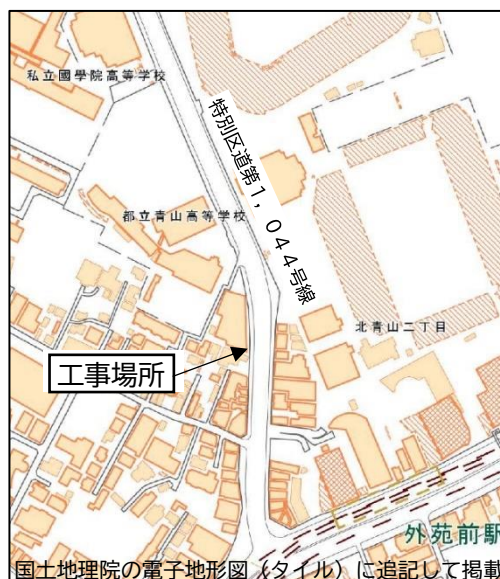 私立國學院高等学校
特別区道第1，044号線
都立青山高等学校
北青山二丁目
工事場所
外苑前駅
国土地理院の電子地形図（タイル）に追記して掲載